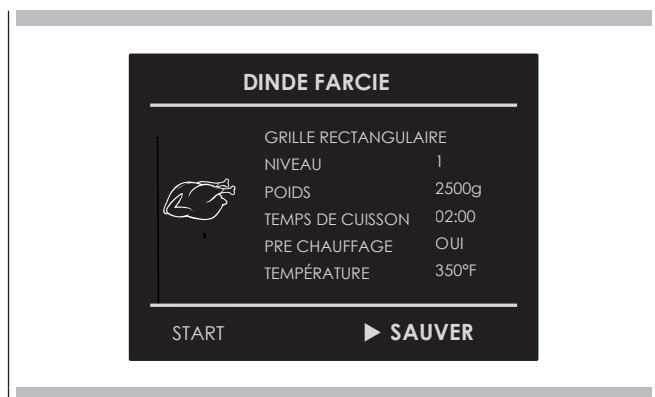 DINDE FARCIE
GRILLE RECTANGULAIRE
NIVEAU 1
POIDS 2500g
TEMPS DE CUISSON 02:00
PRE CHAUFFAGE OUI
TEMPÉRATURE 350°F
START ▶ SAUVER